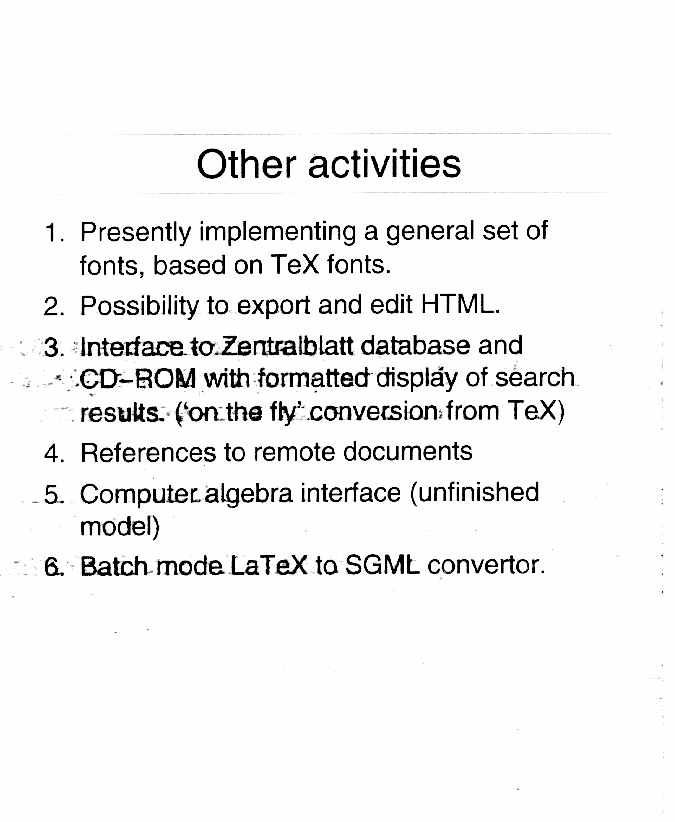 Other activities
1. Presently implementing a general set of
fonts, based on TeX fonts.
2. Possibility to export and edit HTML.
3. Interface to Zentralblatt database and
CD-ROM with formatted display of search
results. ('on the fly' conversion from TeX)
4. References to remote documents
5. Computer algebra interface (unfinished
model)
6. Batch mode LaTeX to SGML convertor.